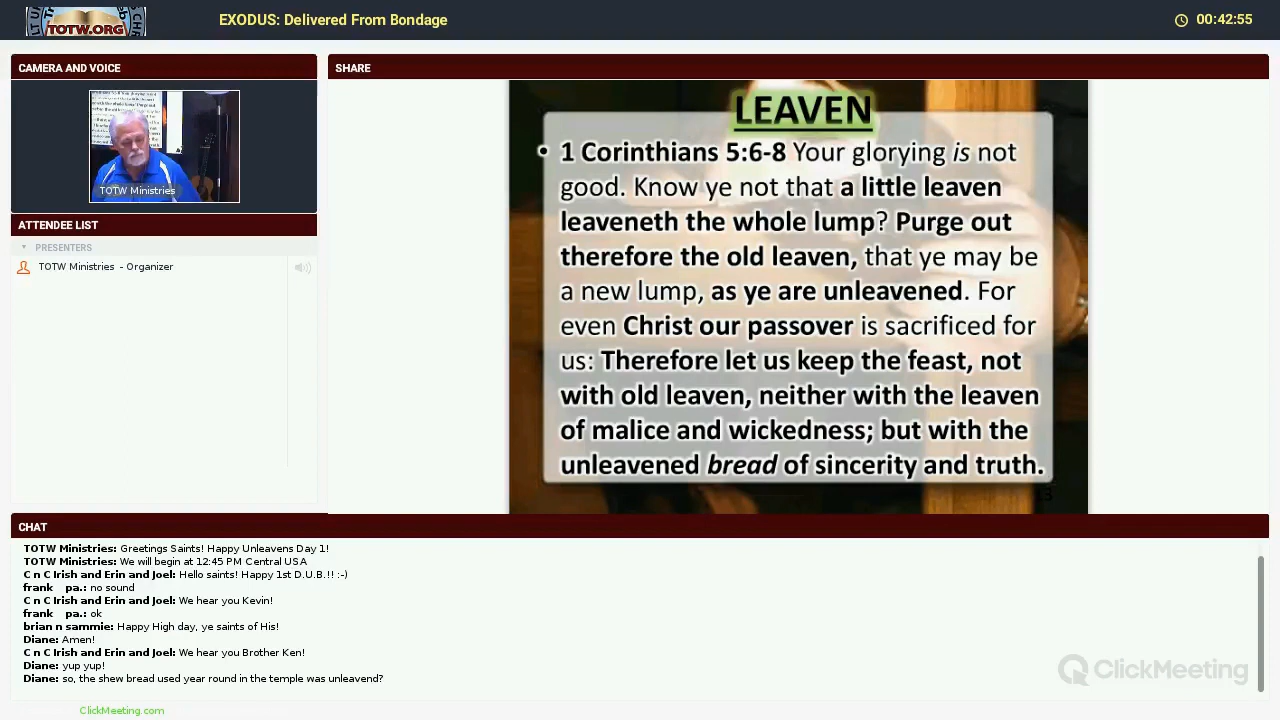 TOTW.ORG
EXODUS: Delivered From Bondage
00:42:55
CAMERA AND VOICE
TOTW Ministries
ATTENDEE LIST
PRESENTERS
TOTW Ministries - Organizer
SHARE
LEAVEN
• 1 Corinthians 5:6-8 Your glorying is not
good. Know ye not that a little leaven
leaveneth the whole lump? Purge out
therefore the old leaven, that ye may be
a new lump, as ye are unleavened. For
even Christ our passover is sacrificed for
us: Therefore let us keep the feast, not
with old leaven, neither with the leaven
of malice and wickedness; but with the
unleavened bread of sincerity and truth.
13
CHAT
TOTW Ministries: Greetings Saints! Happy Unleavens Day 1!
TOTW Ministries: We will begin at 12:45 PM Central USA
C n C Irish and Erin and Joel: Hello saints! Happy 1st D.U.B.!! :-)
frank pa.: no sound
C n C Irish and Erin and Joel: We hear you Kevin!
frank pa.: ok
brian n sammie: Happy High day, ye saints of His!
Diane: Amen!
C n C Irish and Erin and Joel: We hear you Brother Ken!
Diane: yup yup!
Diane: so, the shew bread used year round in the temple was unleavend?
ClickMeeting
ClickMeeting.com